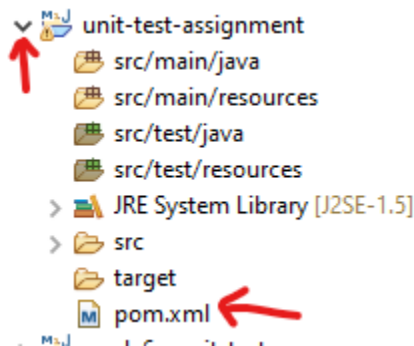 unit-test-assignment
src/main/java
src/main/resources
src/test/java
src/test/resources
JRE System Library [J2SE-1.5]
src
target
pom.xml